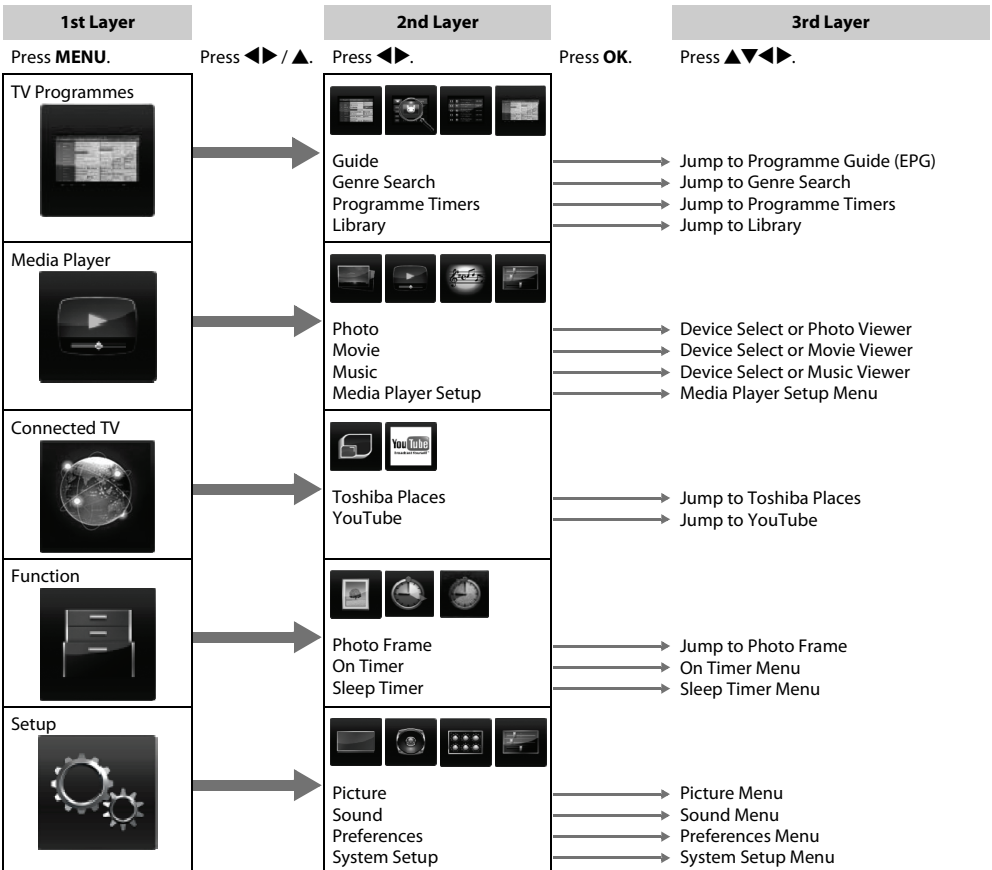 1st Layer
2nd Layer
3rd Layer
Press MENU.
Press ◀▶ / ▲.
Press ◀▶.
Press OK.
Press ▲▼◀▶.
TV Programmes
Guide
Jump to Programme Guide (EPG)
Genre Search
Jump to Genre Search
Programme Timers
Jump to Programme Timers
Library
Jump to Library
Media Player
Photo
Device Select or Photo Viewer
Movie
Device Select or Movie Viewer
Music
Device Select or Music Viewer
Media Player Setup
Media Player Setup Menu
Connected TV
YouTube
Toshiba Places
Jump to Toshiba Places
YouTube
Jump to YouTube
Function
Photo Frame
Jump to Photo Frame
On Timer
On Timer Menu
Sleep Timer
Sleep Timer Menu
Setup
Picture
Picture Menu
Sound
Sound Menu
Preferences
Preferences Menu
System Setup
System Setup Menu